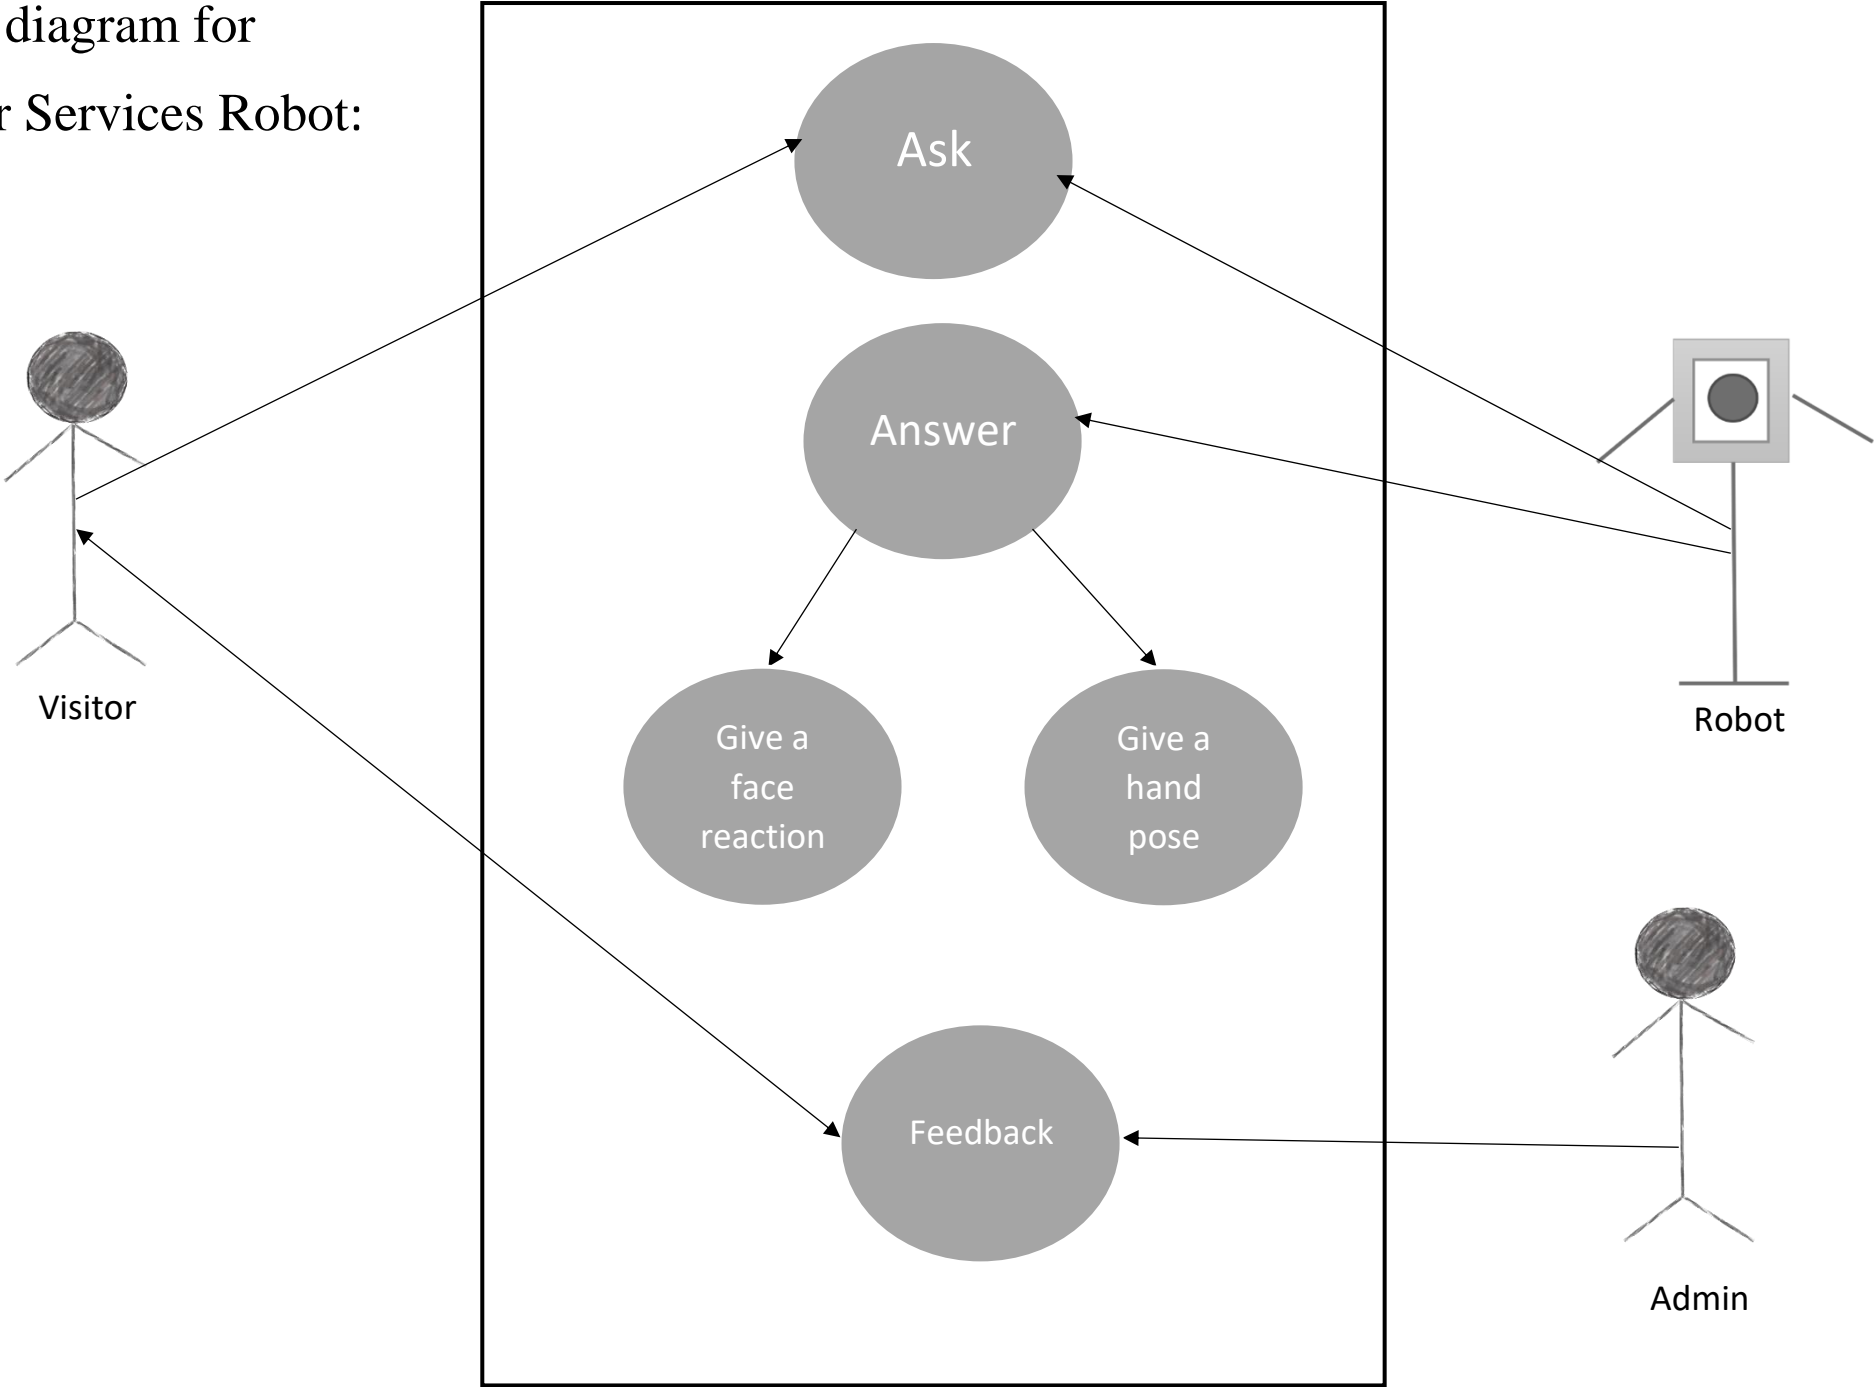 diagram for
r Services Robot:
Ask
Answer
Visitor
Robot
Give a
face
reaction
Give a
hand
pose
Feedback
Admin